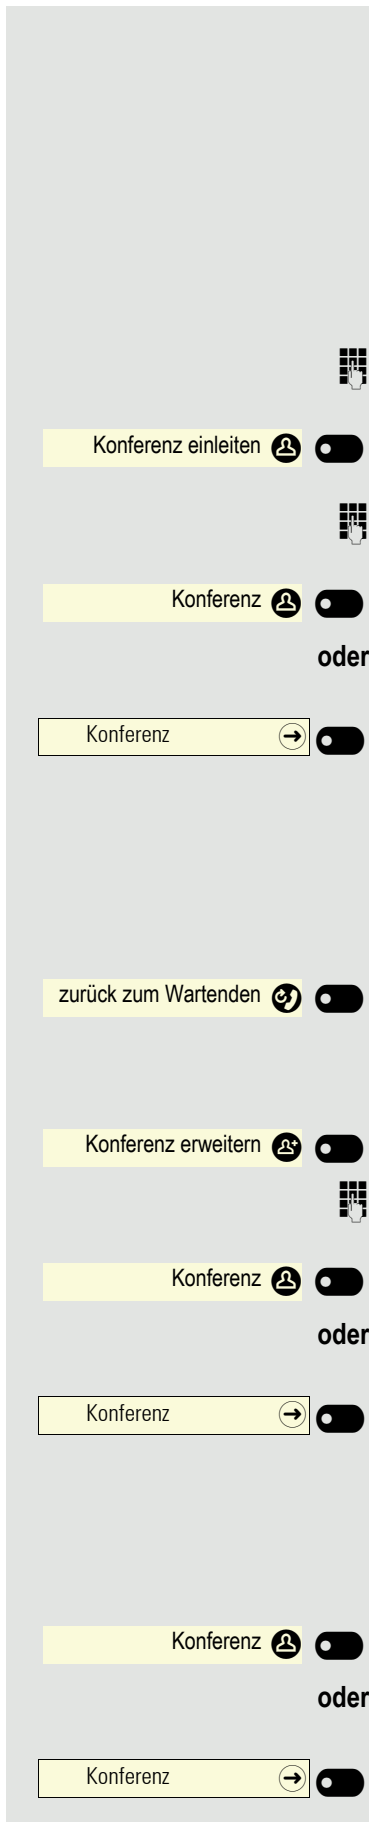 Konferenz einleiten
Konferenz
oder
Konferenz
zurück zum Wartenden
Konferenz erweitern
Konferenz
oder
Konferenz
Konferenz
oder
Konferenz